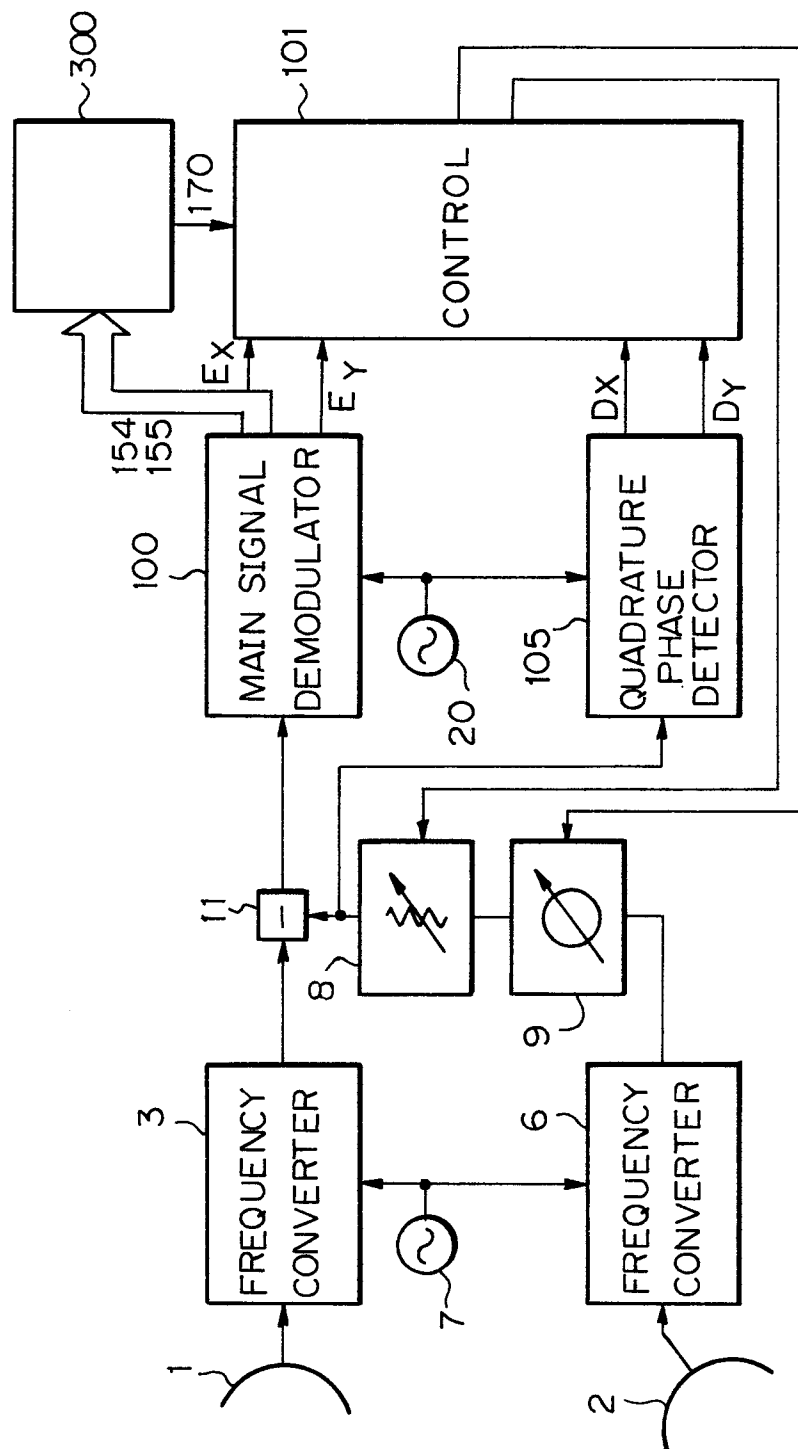 1
3
FREQUENCY
CONVERTER
11
—
100
MAIN SIGNAL
DEMODULATOR
154
155
300
170
EX
EY
101
CONTROL
7
8
9
20
2
6
FREQUENCY
CONVERTER
105
QUADRATURE
PHASE
DETECTOR
DX
DY